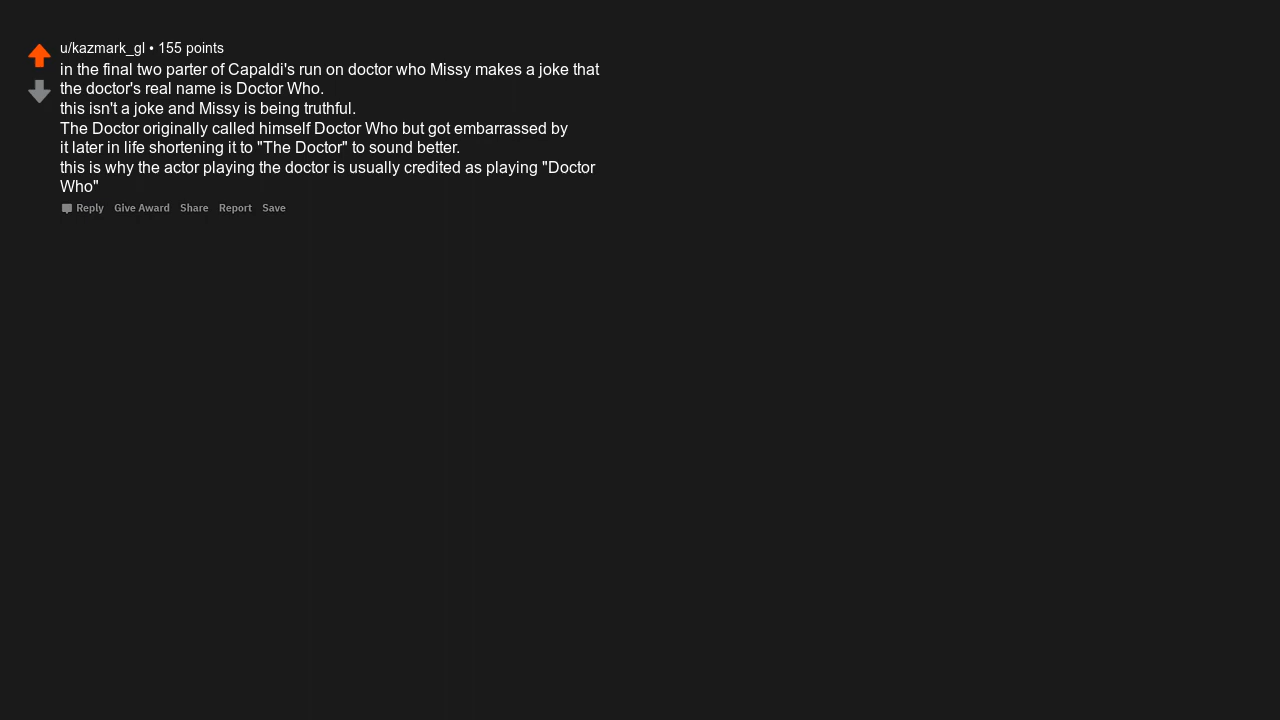 u/kazmark_gl • 155 points
in the final two parter of Capaldi's run on doctor who Missy makes a joke that
the doctor's real name is Doctor Who.
this isn't a joke and Missy is being truthful.
The Doctor originally called himself Doctor Who but got embarrassed by
it later in life shortening it to "The Doctor" to sound better.
this is why the actor playing the doctor is usually credited as playing "Doctor
Who"
Reply Give Award Share Report Save